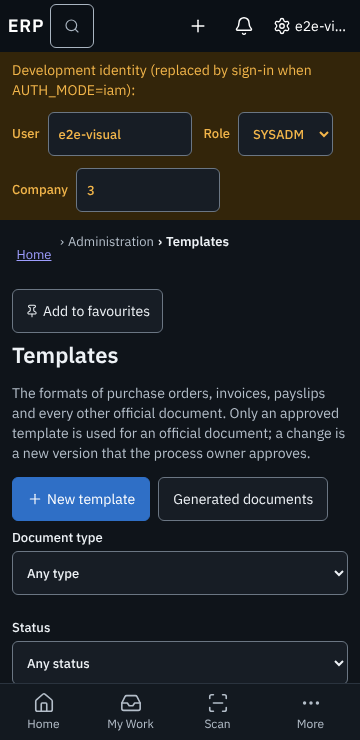 ERP
e2e-vi...
Development identity (replaced by sign-in when
AUTH_MODE=iam):
User e2e-visual Role SYSADM
Company 3
Home › Administration › Templates
Add to favourites
Templates
The formats of purchase orders, invoices, payslips
and every other official document. Only an approved
template is used for an official document; a change is
a new version that the process owner approves.
New template Generated documents
Document type
Any type
Status
Any status
Home My Work Scan More